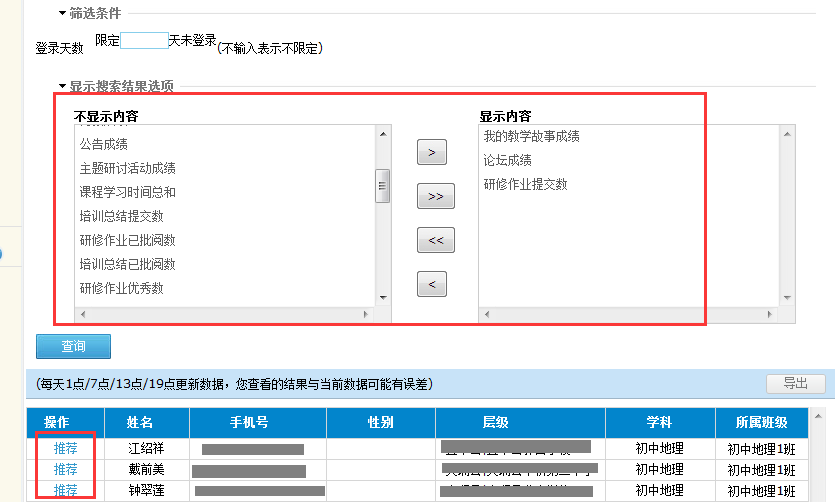 筛选条件
登录天数 限定 天未登录(不输入表示不限定)
显示搜索结果选项
不显示内容
公告成绩
主题研讨活动成绩
课程学习时间总和
培训总结提交数
研修作业已批阅数
培训总结已批阅数
研修作业优秀数
>
>>
<<
<
显示内容
我的教学故事成绩
论坛成绩
研修作业提交数
查询
(每天1点/7点/13点/19点更新数据，您查看的结果与当前数据可能有误差) 导出
操作 姓名 手机号 性别 层级 学科 所属班级
推荐 江绍祥 初中地理 初中地理1班
推荐 戴前美 初中地理 初中地理1班
推荐 钟翠莲 初中地理 初中地理1班